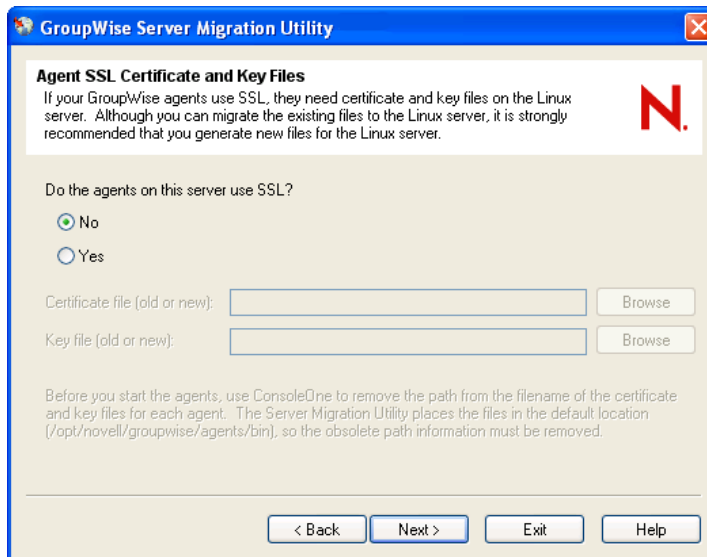 GroupWise Server Migration Utility
Agent SSL Certificate and Key Files
If your GroupWise agents use SSL, they need certificate and key files on the Linux
server. Although you can migrate the existing files to the Linux server, it is strongly
recommended that you generate new files for the Linux server.
N.
Do the agents on this server use SSL?
No
Yes
Certificate file (old or new): Browse
Key file (old or new): Browse
Before you start the agents, use ConsoleOne to remove the path from the filename of the certificate
and key files for each agent. The Server Migration Utility places the files in the default location
(/opt/novell/groupwise/agents/bin), so the obsolete path information must be removed.
< Back Next > Exit Help